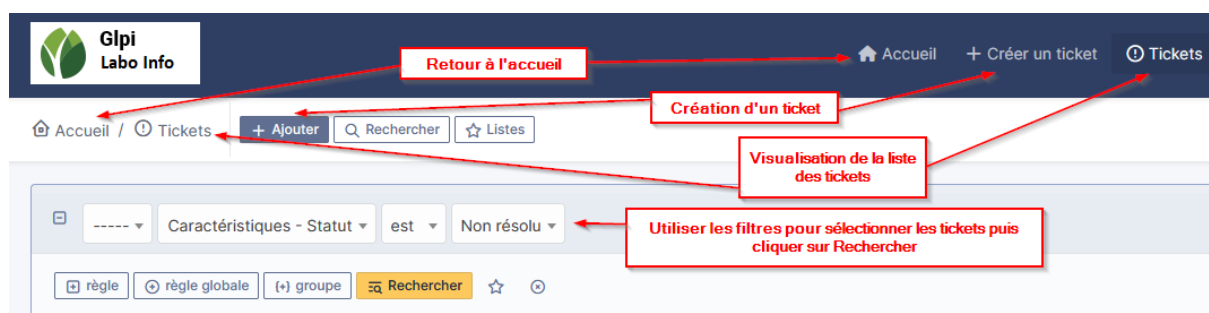 Glpi
Labo Info
Retour à l'accueil
Accueil
+ Créer un ticket
Tickets
Création d'un ticket
Accueil / Tickets
+ Ajouter
Rechercher
Listes
Visualisation de la liste
des tickets
-----
Caractéristiques - Statut
est
Non résolu
Utiliser les filtres pour sélectionner les tickets puis
cliquer sur Rechercher
règle
règle globale
{+} groupe
Rechercher